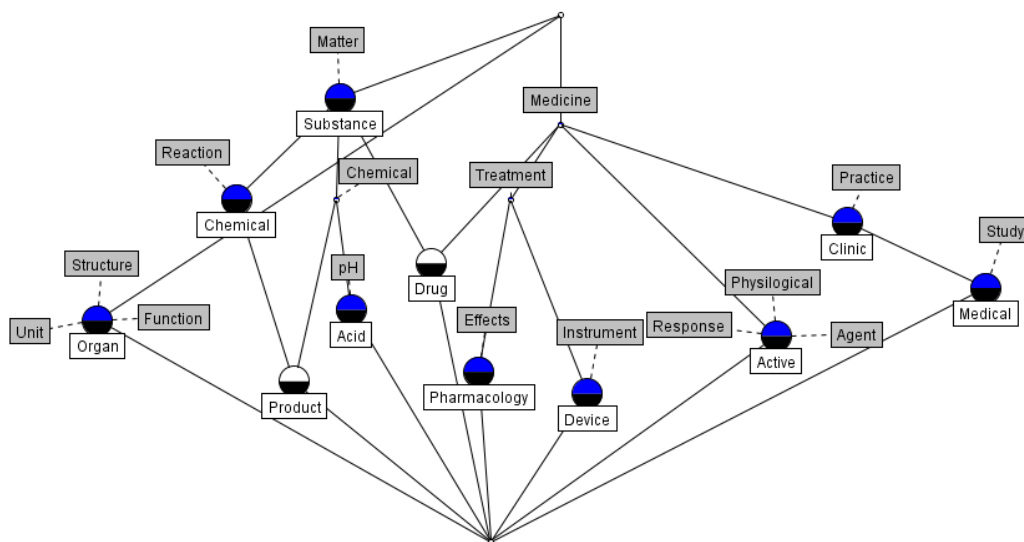 Matter
Substance
Medicine
Reaction
Chemical
Treatment
Practice
Chemical
Clinic
Study
Structure
pH
Drug
Physilogical
Medical
Unit
Function
Organ
Acid
Effects
Instrument
Response
Agent
Active
Product
Pharmacology
Device